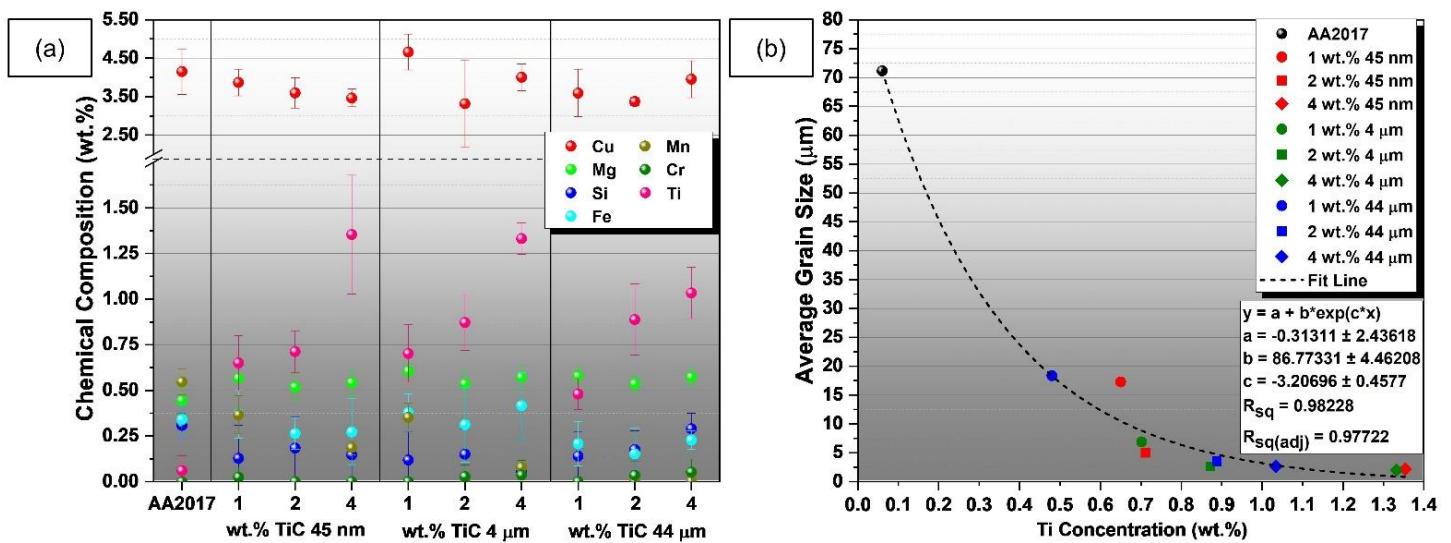 (a)
Chemical Composition (wt.%)
5.50
4.50
3.50
2.50
1.50
1.25
1.00
0.75
0.50
0.25
0.00
Cu Mn
Mg Cr
Si Ti
Fe
AA2017 1 2 4 1 2 4 1 2 4
wt.% TiC 45 nm wt.% TiC 4 μm wt.% TiC 44 μm
(b)
Average Grain Size (μm)
80
75
70
65
60
55
50
45
40
35
30
25
20
15
10
5
0
AA2017
1 wt.% 45 nm
2 wt.% 45 nm
4 wt.% 45 nm
1 wt.% 4 μm
2 wt.% 4 μm
4 wt.% 4 μm
1 wt.% 44 μm
2 wt.% 44 μm
4 wt.% 44 μm
Fit Line
y = a + b*exp(c*x)
a = -0.31311 ± 2.43618
b = 86.77331 ± 4.46208
c = -3.20696 ± 0.4577
Rsq = 0.98228
Rsq(adj) = 0.97722
0.0 0.1 0.2 0.3 0.4 0.5 0.6 0.7 0.8 0.9 1.0 1.1 1.2 1.3 1.4
Ti Concentration (wt.%)